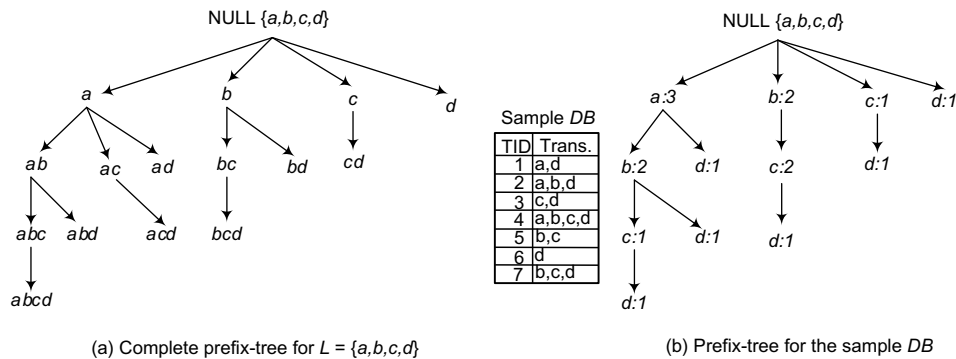 NULL {a,b,c,d}
a b c d
ab ac ad bc bd cd
abc abd acd bcd
abcd
(a) Complete prefix-tree for L = {a,b,c,d}
Sample DB
TID Trans.
1 a,d
2 a,b,d
3 c,d
4 a,b,c,d
5 b,c
6 d
7 b,c,d
NULL {a,b,c,d}
a:3 b:2 c:1 d:1
b:2 d:1 c:2 d:1
c:1 d:1 d:1
d:1
(b) Prefix-tree for the sample DB